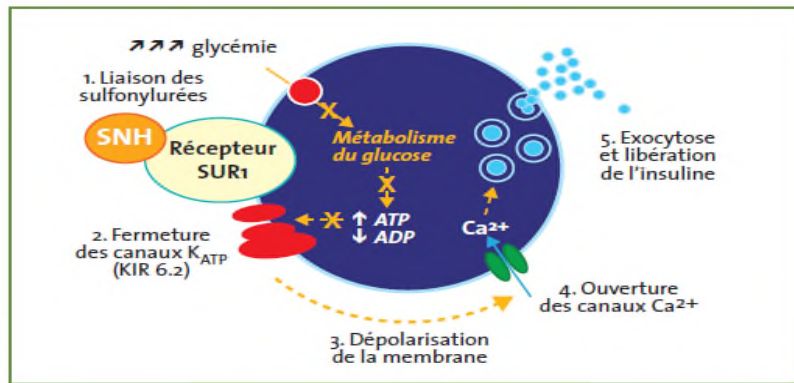 ↗↗↗ glycémie
1. Liaison des
sulfonylurées
SNH
Récepteur
SUR1
X
Métabolisme
du glucose
X
X
↑ ATP
↓ ADP
2. Fermeture
des canaux K_ATP
(KIR 6.2)
3. Dépolarisation
de la membrane
Ca²⁺
4. Ouverture
des canaux Ca²⁺
5. Exocytose
et libération
de l'insuline